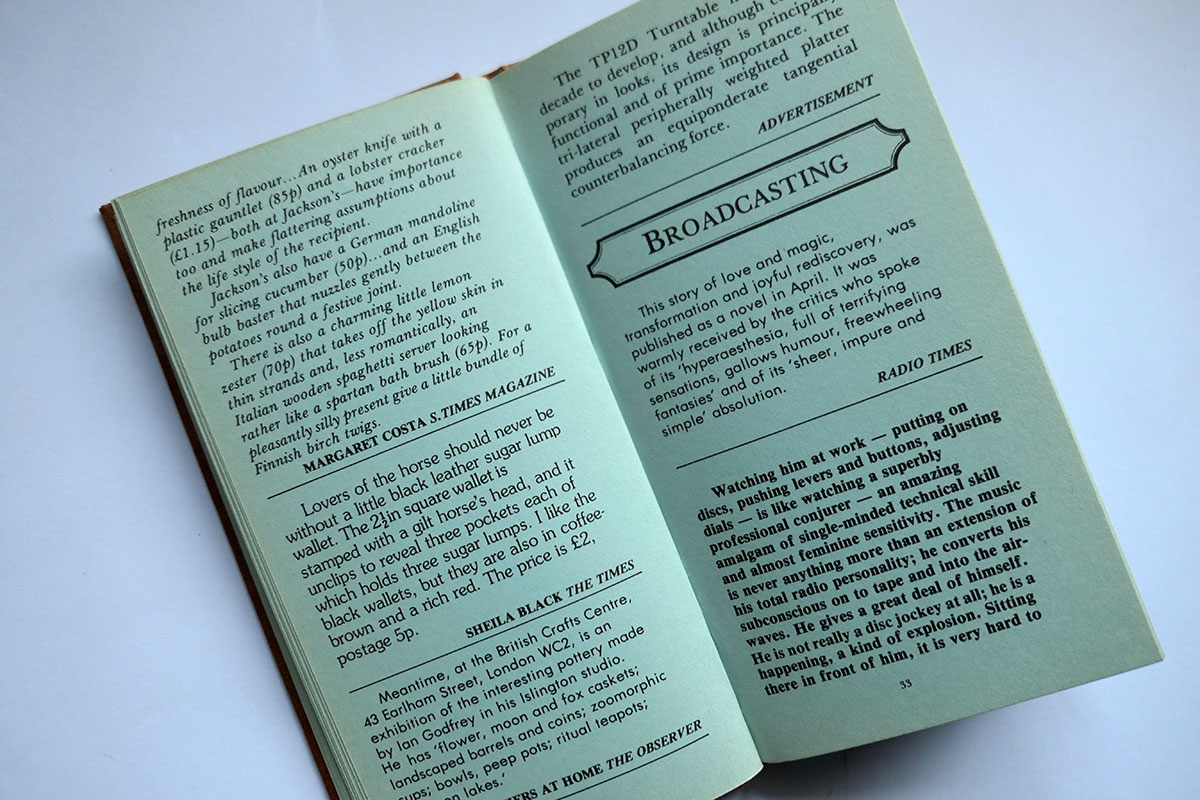 freshness of flavour...An oyster knife with a
plastic gauntlet (85p) and a lobster cracker
(£1.15)—both at Jackson's—have importance
too and make flattering assumptions about
the life style of the recipient.
Jackson's also have a German mandoline
for slicing cucumber (50p)...and an English
bulb baster that nuzzles gently between the
potatoes round a festive joint.
There is also a charming little lemon
zester (70p) that takes off the yellow skin in
thin strands and, less romantically, an
Italian wooden spaghetti server looking
rather like a spartan bath brush (65p). For a
pleasantly silly present give a little bundle of
Finnish birch twigs.
MARGARET COSTA S.TIMES MAGAZINE
Lovers of the horse should never be
without a little black leather sugar lump
wallet. The 2½in square wallet is
stamped with a gilt horse's head, and it
unclips to reveal three pockets each of
which holds three sugar lumps. I like the
black wallets, but they are also in coffee-
brown and a rich red. The price is £2,
postage 5p.
SHEILA BLACK THE TIMES
Meantime, at the British Crafts Centre,
43 Earlham Street, London WC2, is an
exhibition of the interesting pottery made
by Ian Godfrey in his Islington studio.
He has 'flower, moon and fox caskets;
landscaped barrels and coins; zoomorphic
cups; bowls, peep pots; ritual teapots;
lakes.'
AT HOME THE OBSERVER
The TP12D Turntable
decade to develop, and although
porary in looks, its design is principally
functional and of prime importance. The
tri-lateral peripherally weighted platter
produces an equiponderate tangential
counterbalancing force.
ADVERTISEMENT
BROADCASTING
This story of love and magic,
transformation and joyful rediscovery, was
published as a novel in April. It was
warmly received by the critics who spoke
of its 'hyperaesthesia, full of terrifying
sensations, gallows humour, freewheeling
fantasies' and of its 'sheer, impure and
simple' absolution.
RADIO TIMES
Watching him at work — putting on
discs, pushing levers and buttons, adjusting
dials — is like watching a superbly
professional conjurer — an amazing
amalgam of single-minded technical skill
and almost feminine sensitivity. The music
is never anything more than an extension of
his total radio personality; he converts his
subconscious on to tape and into the air-
waves. He gives a great deal of himself.
He is not really a disc jockey at all; he is a
happening, a kind of explosion. Sitting
there in front of him, it is very hard to
33